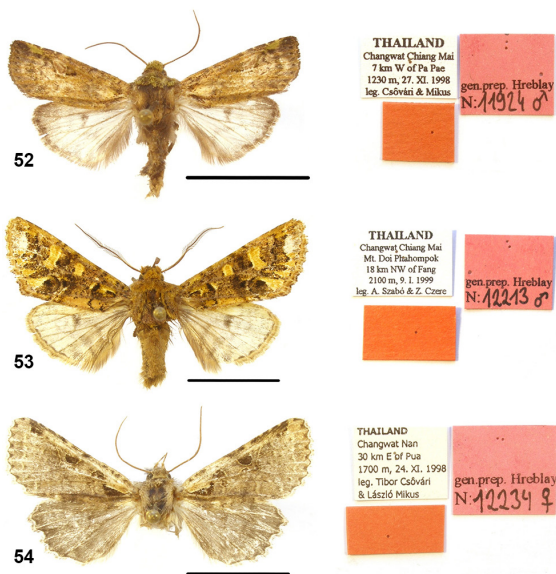 THAILAND
Changwat Chiang Mai
7 km W of Pa Pae
1230 m, 27. XI. 1998
leg. Csővári & Mikus
gen.prep. Hreblay
N:11924 ♂
52
THAILAND
Changwat Chiang Mai
Mt. Doi Phahompok
18 km NW of Fang
2100 m, 9. I. 1999
leg. A. Szabó & Z. Czere
gen.prep. Hreblay
N:12213 ♂
53
THAILAND
Changwat Nan
30 km E of Pua
1700 m, 24. XI. 1998
leg. Tibor Csővári
& László Mikus
gen.prep. Hreblay
N:12234 ♀
54